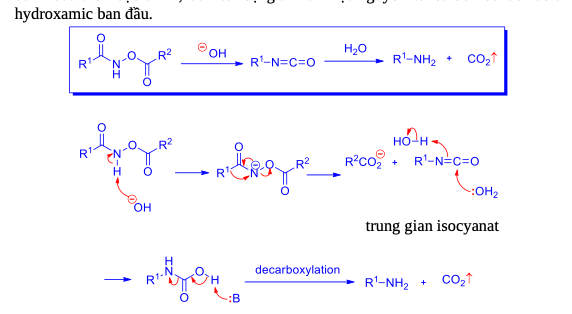 hydroxamic ban đầu.
R¹ O N H O O R² ⊖OH R¹-N=C=O H₂O R¹-NH₂ + CO₂↑
R¹ O N H O O R² ⊖OH R¹ O N⊖ O O R² R²CO₂⊖ + HO-H R¹-N=C=O :OH₂
trung gian isocyanat
R¹ H N O O H :B decarboxylation R¹-NH₂ + CO₂↑